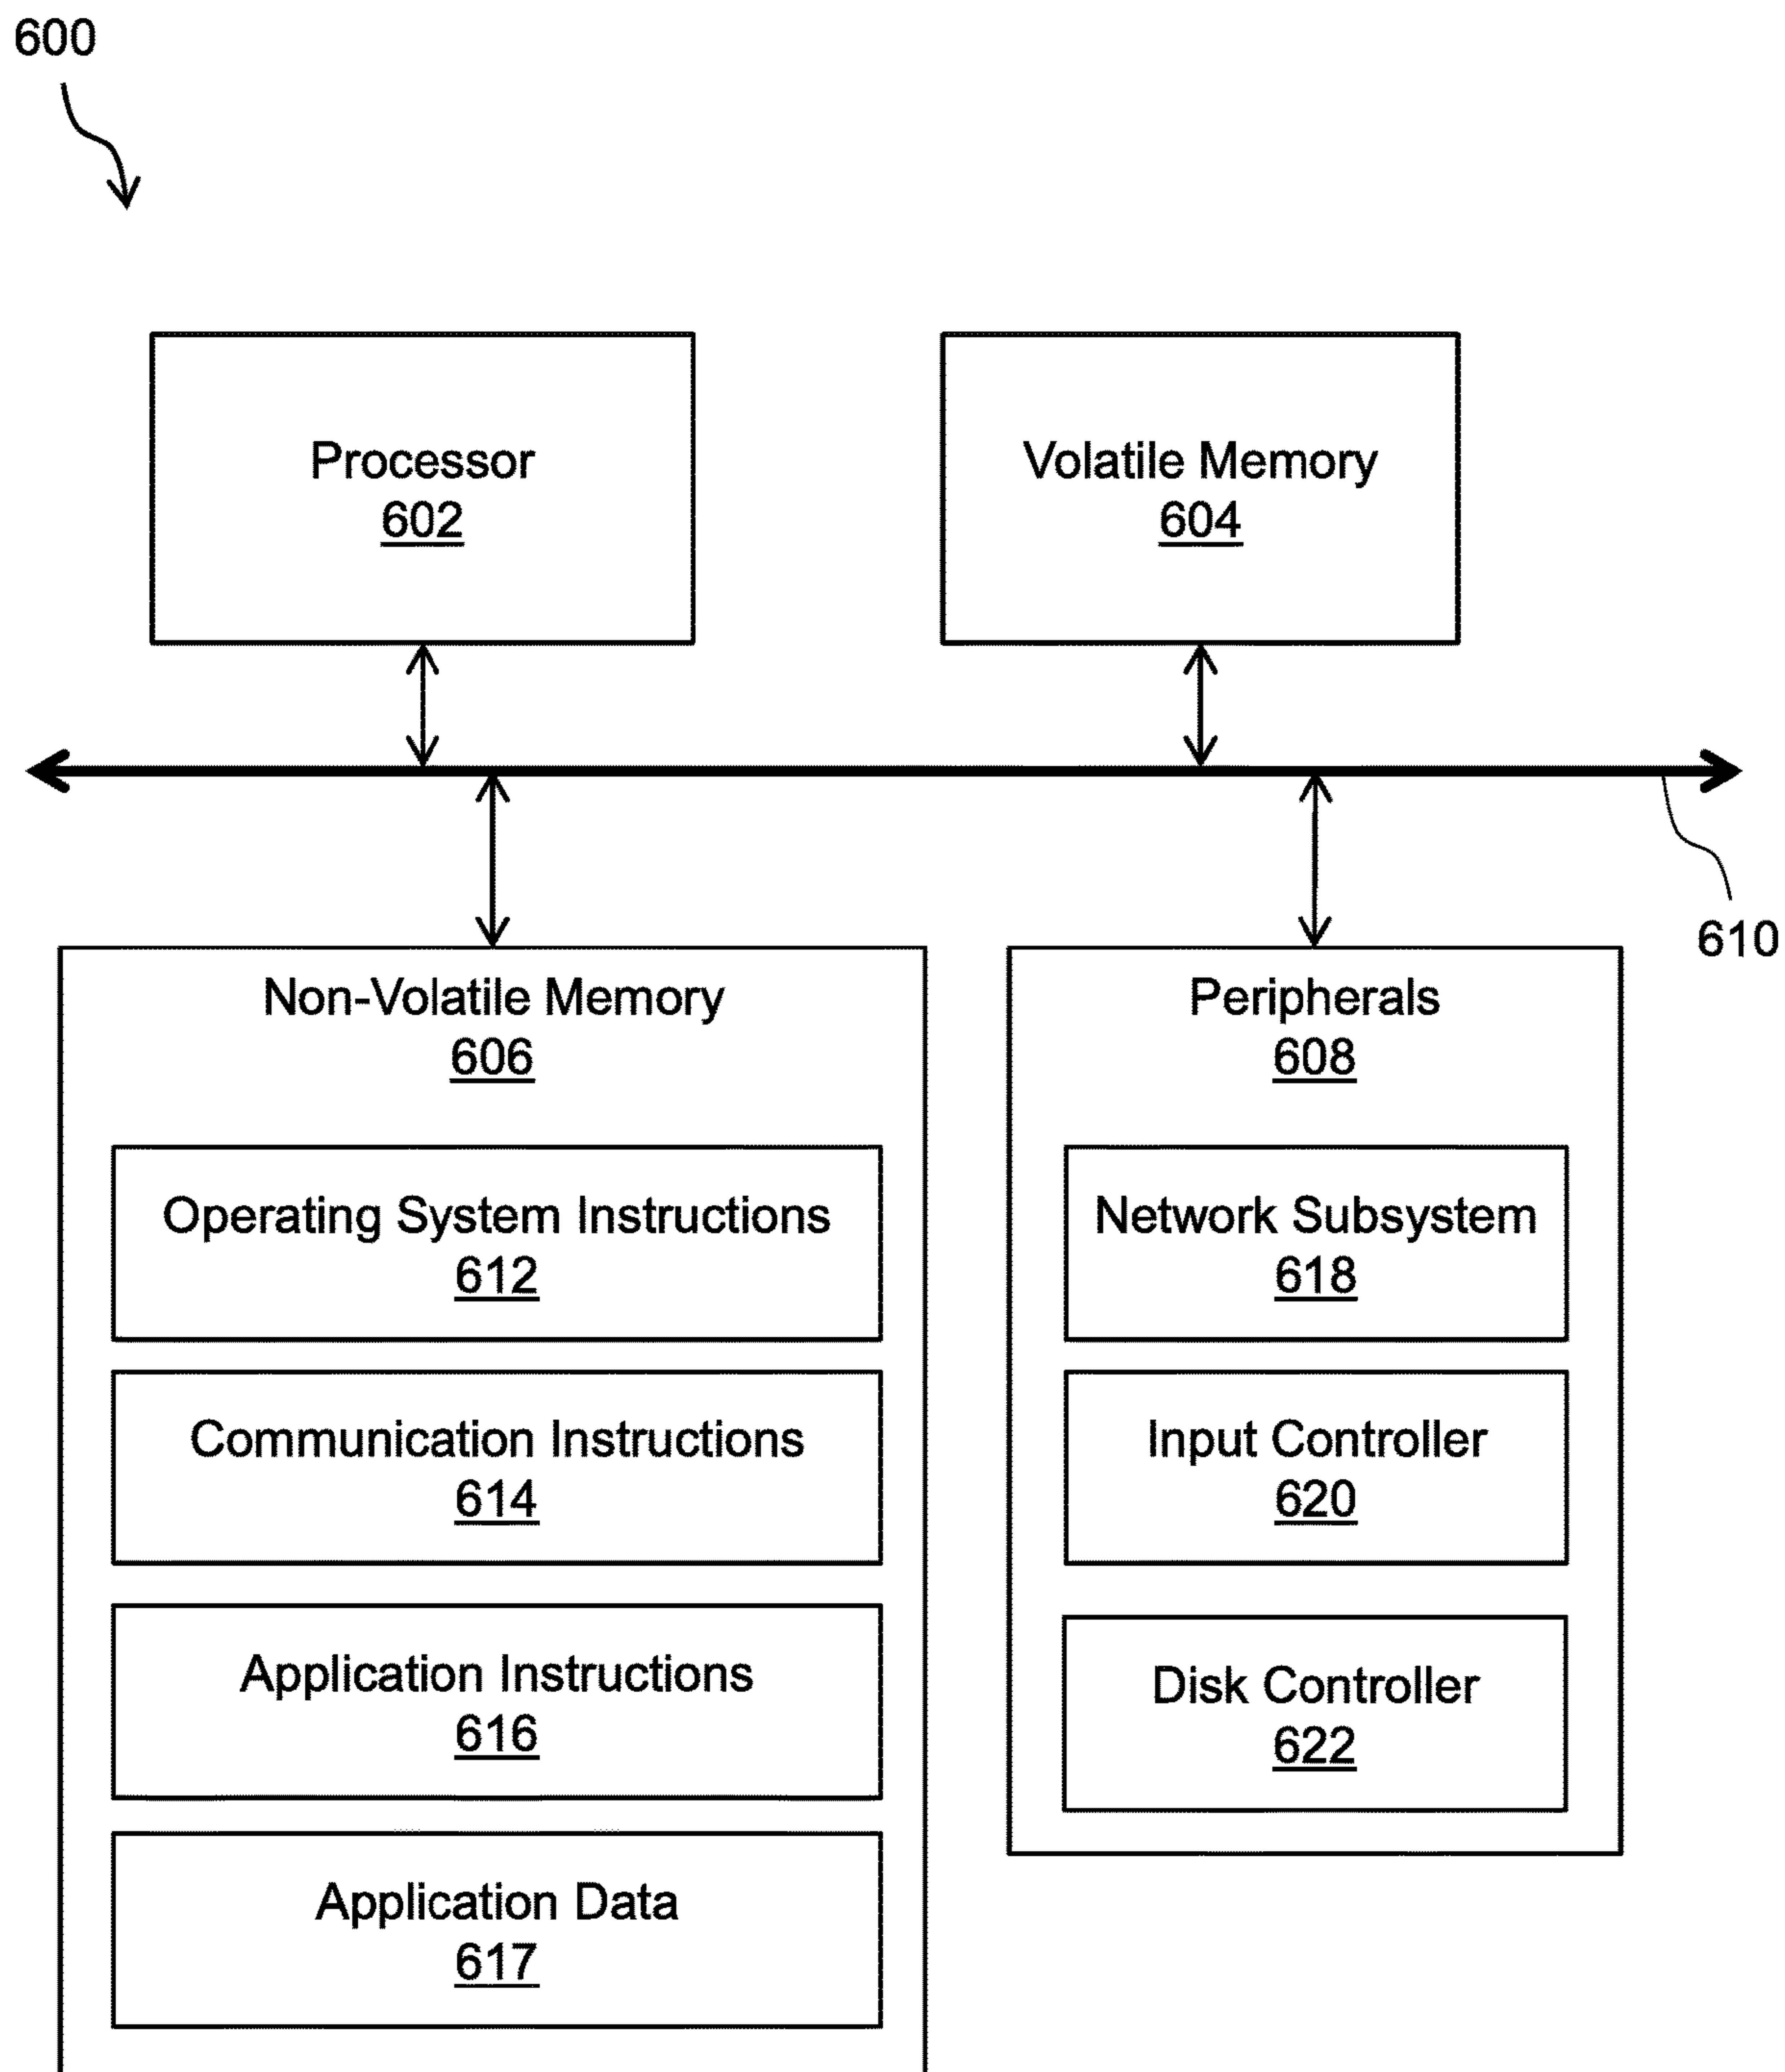 600
Processor
602
Volatile Memory
604
610
Non-Volatile Memory
606
Operating System Instructions
612
Communication Instructions
614
Application Instructions
616
Application Data
617
Peripherals
608
Network Subsystem
618
Input Controller
620
Disk Controller
622